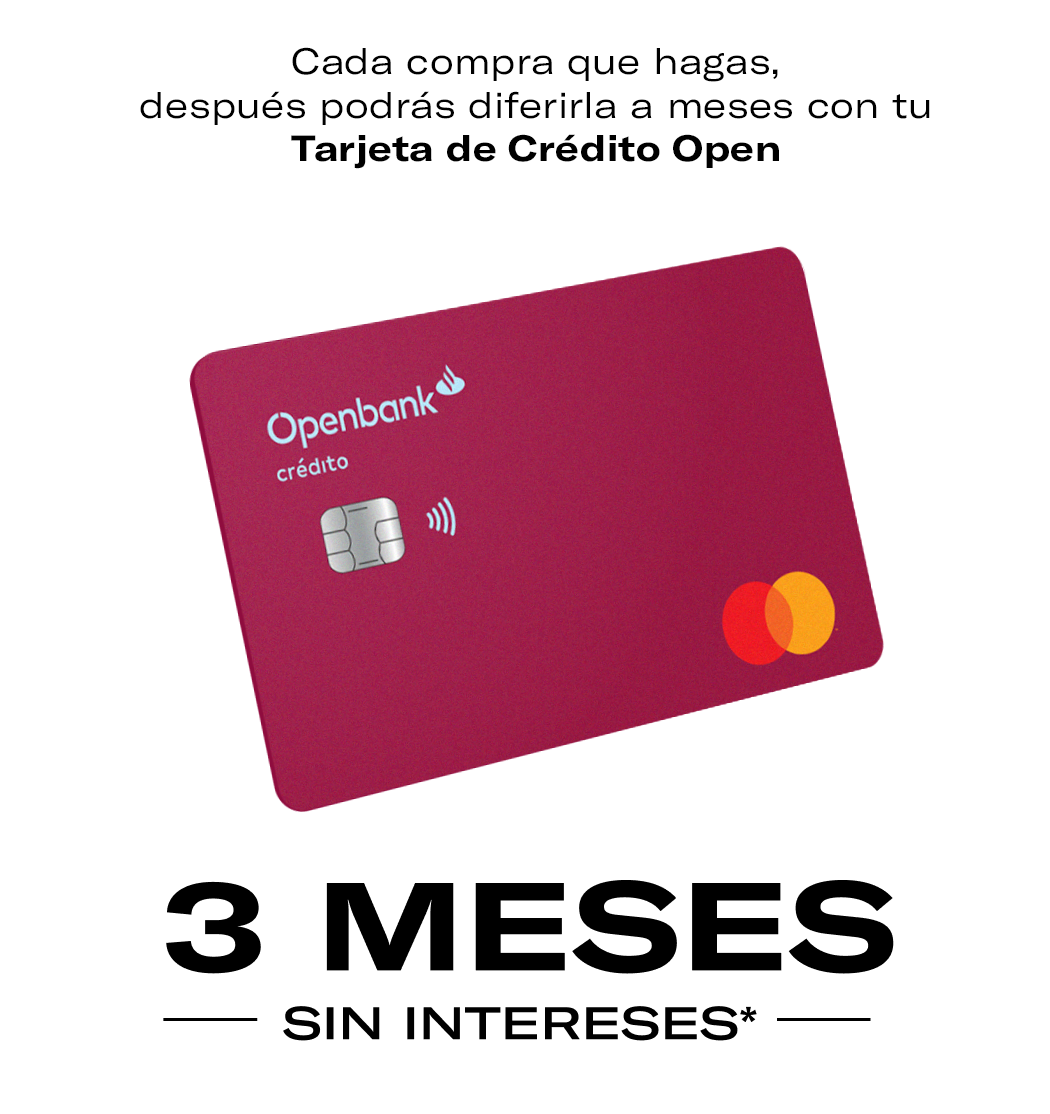 Cada compra que hagas,
después podrás diferirla a meses con tu
Tarjeta de Crédito Open
Openbank
crédito
3 MESES
SIN INTERESES*